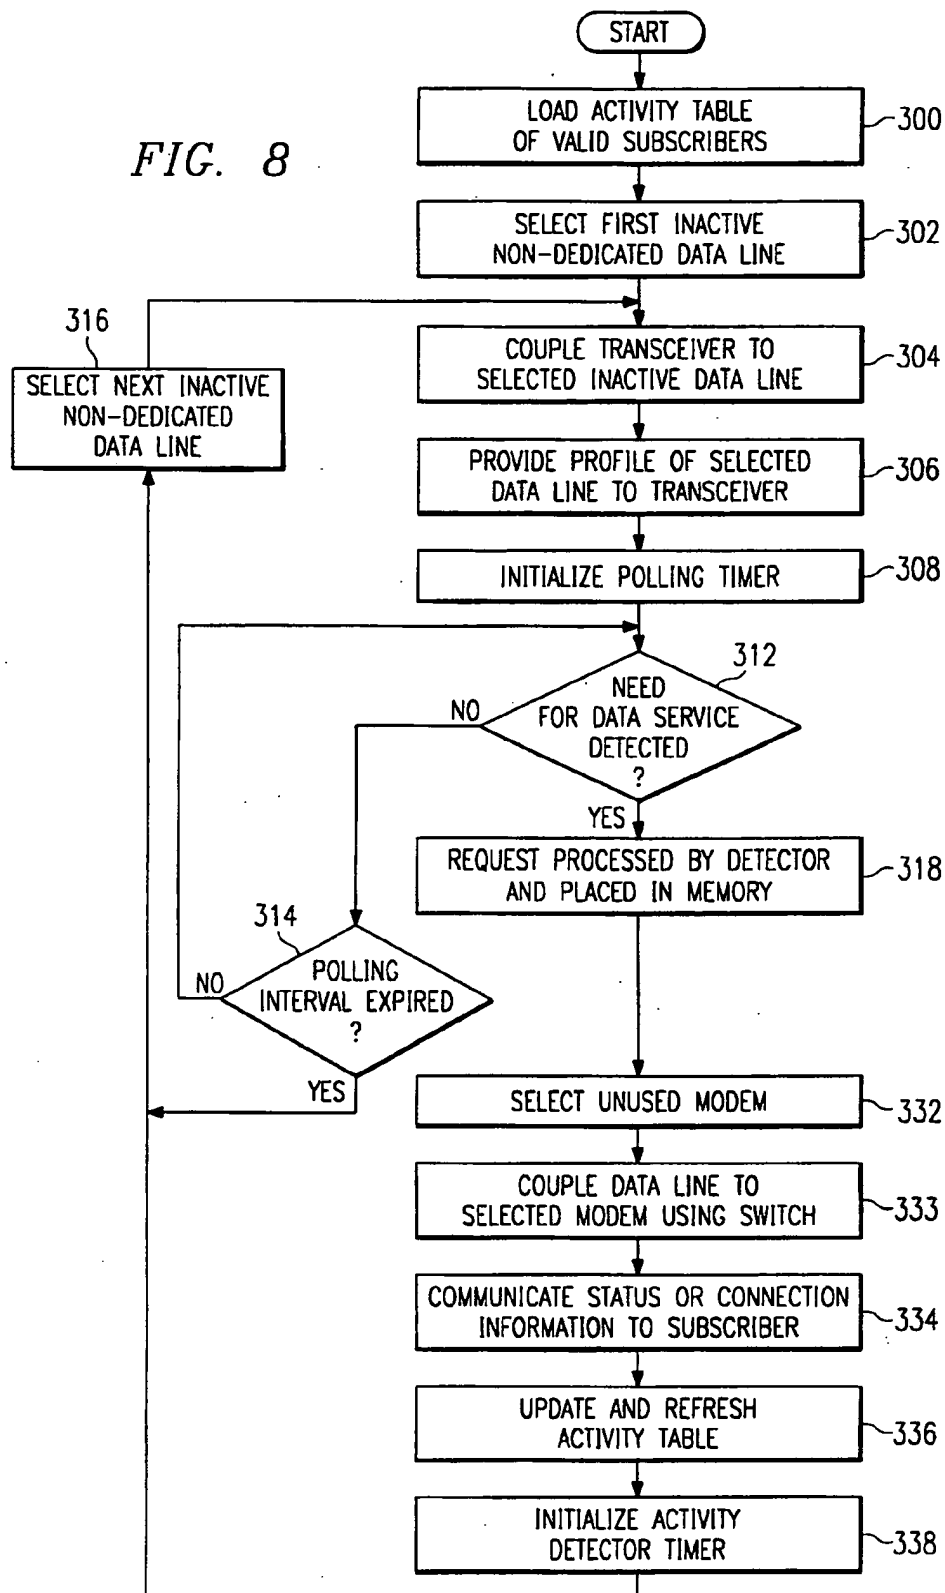 START
FIG. 8
LOAD ACTIVITY TABLE
OF VALID SUBSCRIBERS
300
SELECT FIRST INACTIVE
NON-DEDICATED DATA LINE
302
316
SELECT NEXT INACTIVE
NON-DEDICATED
DATA LINE
COUPLE TRANSCEIVER TO
SELECTED INACTIVE DATA LINE
304
PROVIDE PROFILE OF SELECTED
DATA LINE TO TRANSCEIVER
306
INITIALIZE POLLING TIMER
308
312
NEED
FOR DATA SERVICE
DETECTED
?
NO
YES
REQUEST PROCESSED BY DETECTOR
AND PLACED IN MEMORY
318
314
POLLING
INTERVAL EXPIRED
?
NO
YES
SELECT UNUSED MODEM
332
COUPLE DATA LINE TO
SELECTED MODEM USING SWITCH
333
COMMUNICATE STATUS OR CONNECTION
INFORMATION TO SUBSCRIBER
334
UPDATE AND REFRESH
ACTIVITY TABLE
336
INITIALIZE ACTIVITY
DETECTOR TIMER
338